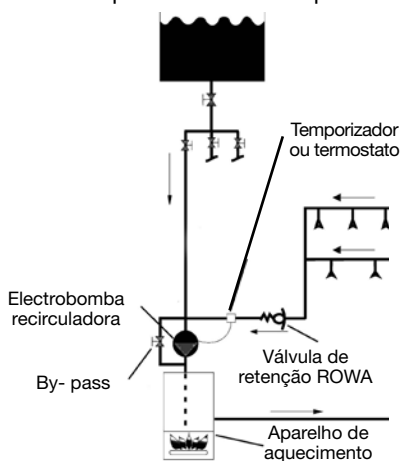 Temporizador
ou termostato
Electrobomba
recirculadora
By- pass
Válvula de
retenção ROWA
Aparelho de
aquecimento